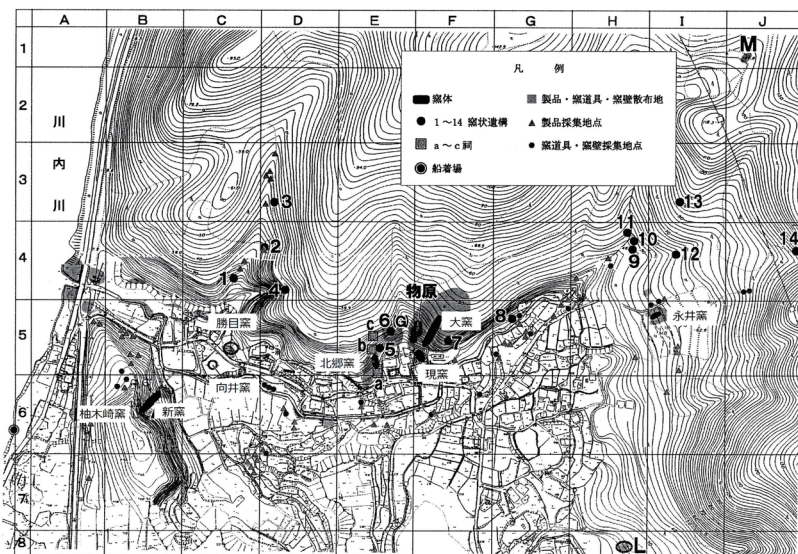 A B C D E F G H I J
1
2
3
4
5
6
7
8
川内川
凡 例
窯体
1～14 窯状遺構
a～c 祠
船着場
製品・窯道具・窯壁散布地
製品採集地点
窯道具・窯壁採集地点
M
3
13
11
10
9
12
14
2
1
4
物原
大窯
8
永井窯
勝目窯
c
6
G
b
5
7
北郷窯
現窯
a
向井窯
柚木崎窯
新窯
L